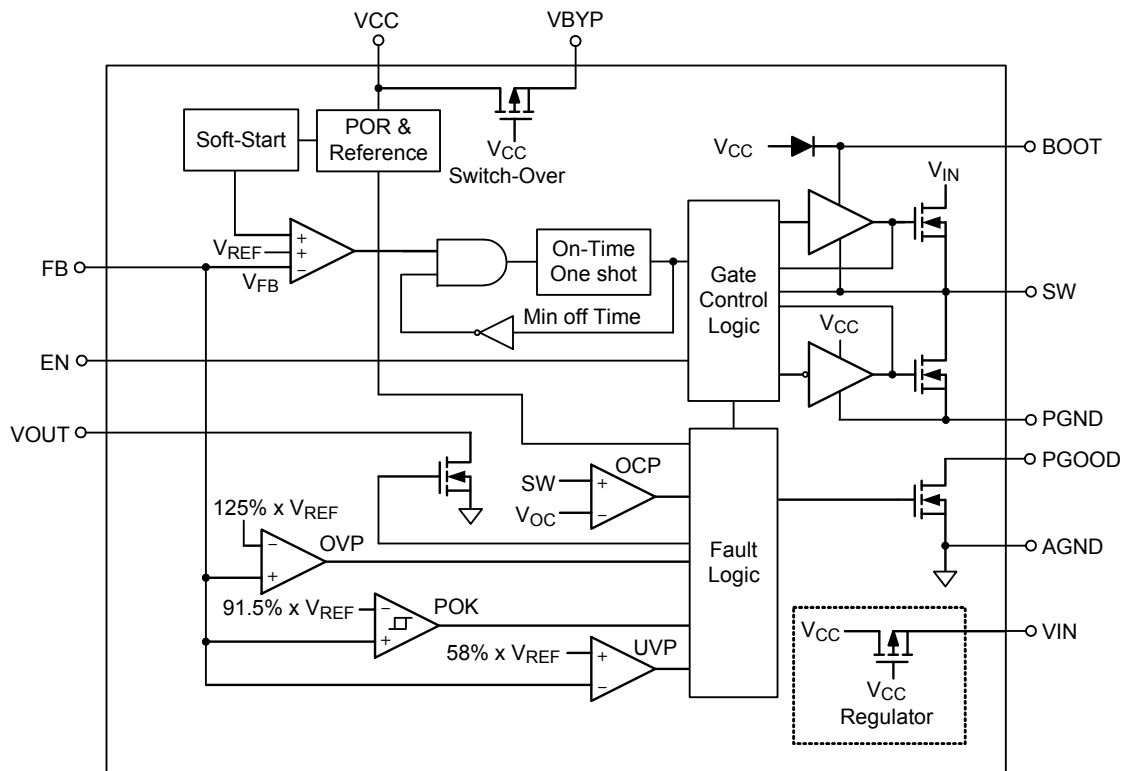 VCC
VBYP
Soft-Start
POR &
Reference
VCC
Switch-Over
VCC
BOOT
VIN
VREF
FB
VFB
+
+
−
On-Time
One shot
Gate
Control
Logic
SW
Min off Time
VCC
EN
PGND
VOUT
PGOOD
SW
+
OCP
VOC
−
125% x VREF
−
OVP
+
Fault
Logic
AGND
91.5% x VREF
−
POK
+
58% x VREF
+
UVP
−
VCC
VIN
VCC
Regulator